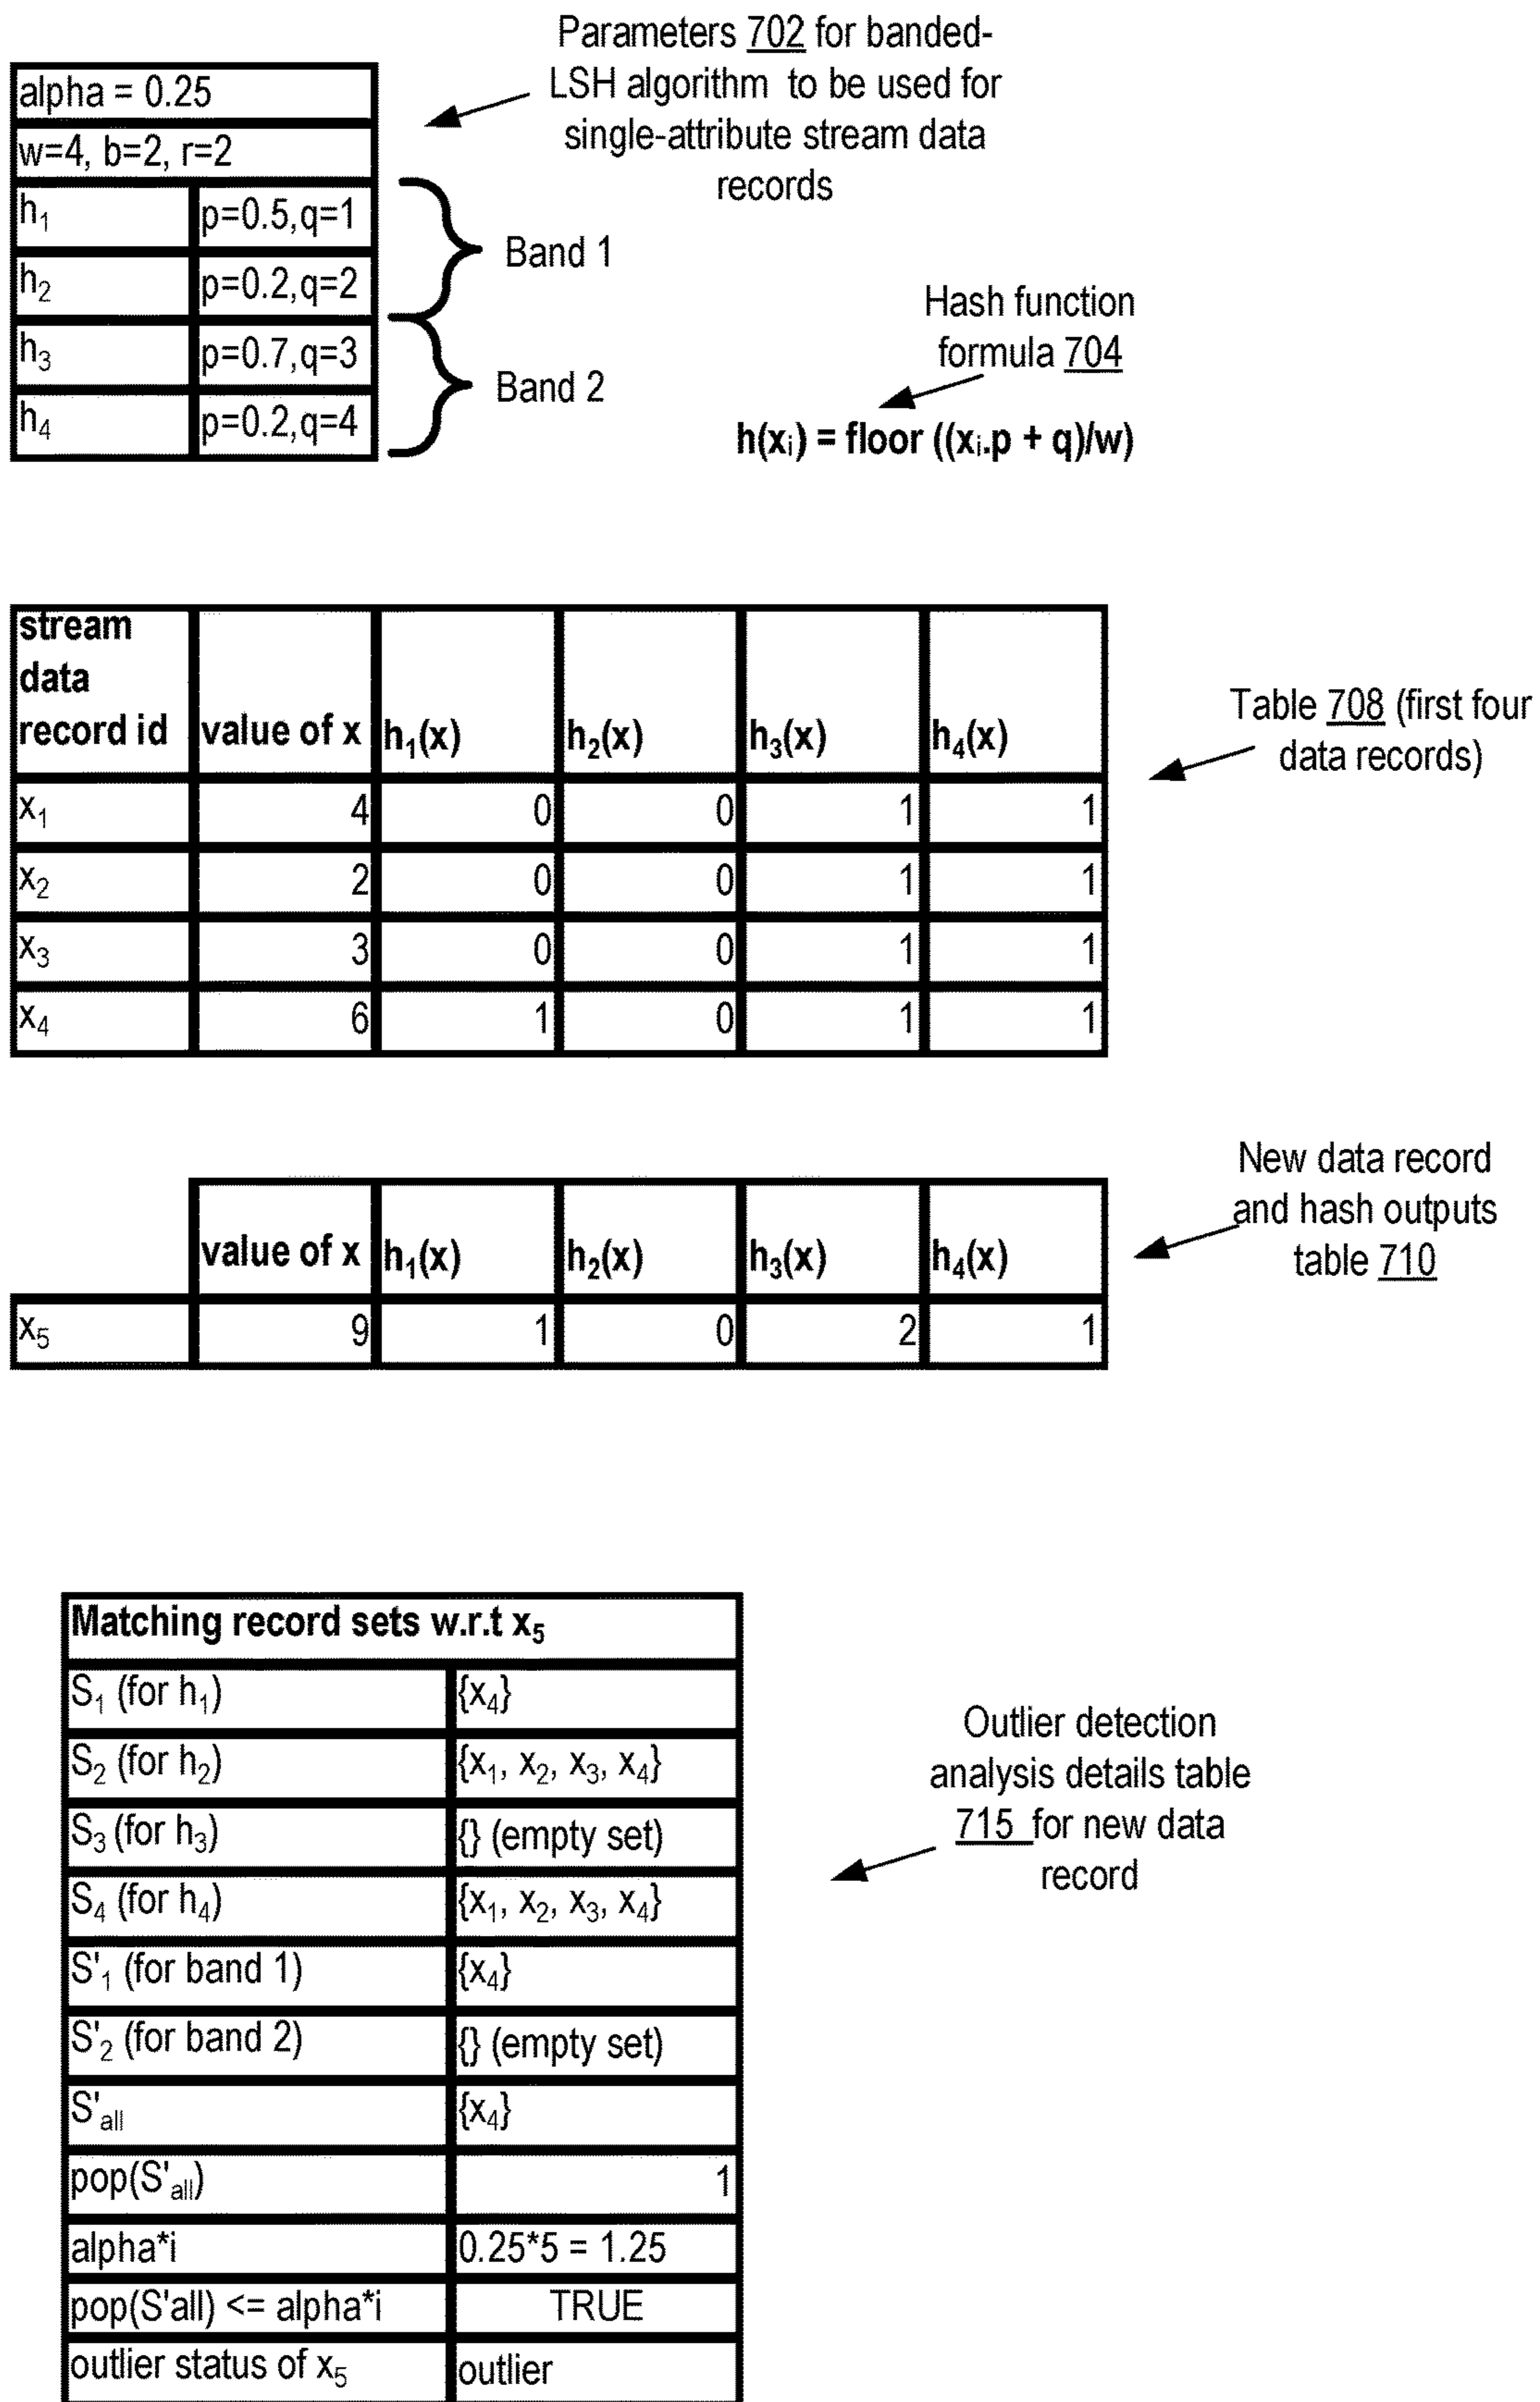 Parameters 702 for banded-
LSH algorithm to be used for
single-attribute stream data
records
alpha = 0.25
w=4, b=2, r=2
h₁ p=0.5,q=1
h₂ p=0.2,q=2
h₃ p=0.7,q=3
h₄ p=0.2,q=4
Band 1
Band 2
Hash function
formula 704
h(xᵢ) = floor ((xᵢ.p + q)/w)
stream
data
record id value of x h₁(x) h₂(x) h₃(x) h₄(x)
x₁ 4 0 0 1 1
x₂ 2 0 0 1 1
x₃ 3 0 0 1 1
x₄ 6 1 0 1 1
Table 708 (first four
data records)
New data record
and hash outputs
table 710
value of x h₁(x) h₂(x) h₃(x) h₄(x)
x₅ 9 1 0 2 1
Matching record sets w.r.t x₅
S₁ (for h₁) {x₄}
S₂ (for h₂) {x₁, x₂, x₃, x₄}
S₃ (for h₃) {} (empty set)
S₄ (for h₄) {x₁, x₂, x₃, x₄}
S'₁ (for band 1) {x₄}
S'₂ (for band 2) {} (empty set)
S'all {x₄}
pop(S'all) 1
alpha*i 0.25*5 = 1.25
pop(S'all) <= alpha*i TRUE
outlier status of x₅ outlier
Outlier detection
analysis details table
715 for new data
record